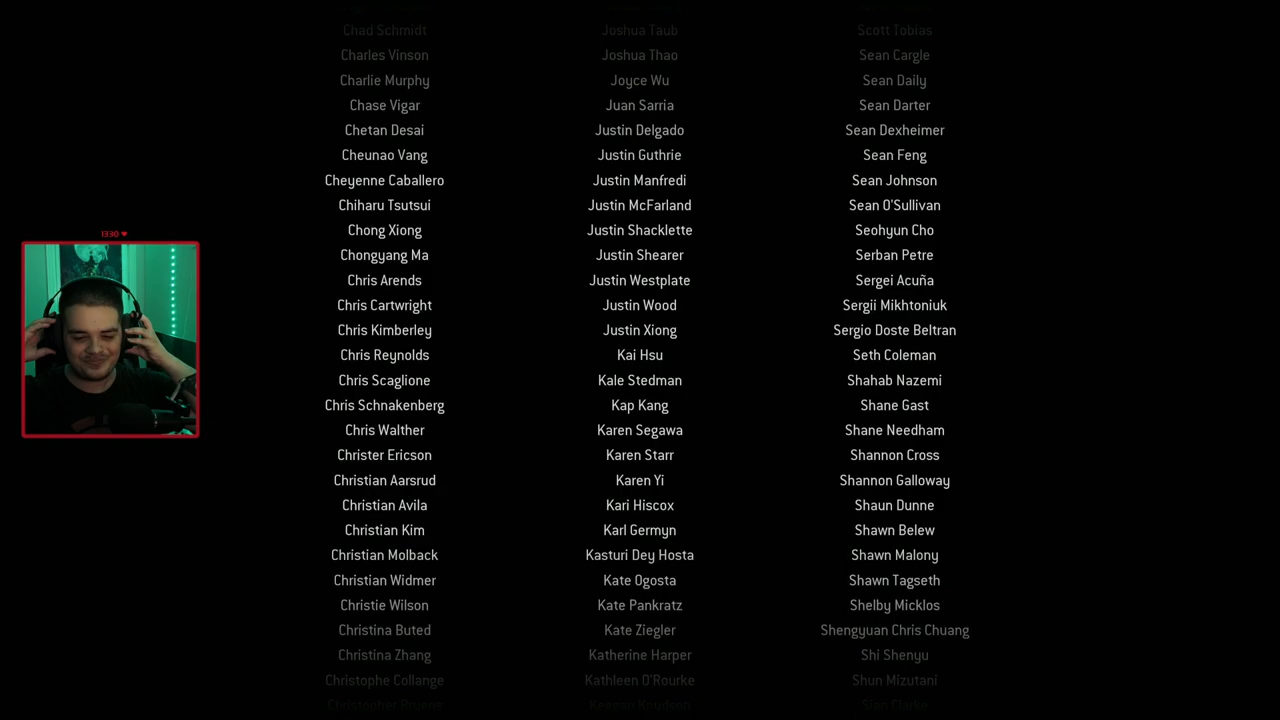 Chad Schmidt
Charles Vinson
Charlie Murphy
Chase Vigar
Chetan Desai
Cheunao Vang
Cheyenne Caballero
Chiharu Tsutsui
Chong Xiong
Chongyang Ma
Chris Arends
Chris Cartwright
Chris Kimberley
Chris Reynolds
Chris Scaglione
Chris Schnakenberg
Chris Walther
Christer Ericson
Christian Aarsrud
Christian Avila
Christian Kim
Christian Molback
Christian Widmer
Christie Wilson
Christina Buted
Christina Zhang
Christophe Collange
Joshua Taub
Joshua Thao
Joyce Wu
Juan Sarria
Justin Delgado
Justin Guthrie
Justin Manfredi
Justin McFarland
Justin Shacklette
Justin Shearer
Justin Westplate
Justin Wood
Justin Xiong
Kai Hsu
Kale Stedman
Kap Kang
Karen Segawa
Karen Starr
Karen Yi
Kari Hiscox
Karl Germyn
Kasturi Dey Hosta
Kate Ogosta
Kate Pankratz
Kate Ziegler
Katherine Harper
Kathleen O'Rourke
Keegan Knudson
Scott Tobias
Sean Cargle
Sean Daily
Sean Darter
Sean Dexheimer
Sean Feng
Sean Johnson
Sean O'Sullivan
Seohyun Cho
Serban Petre
Sergei Acuña
Sergii Mikhtoniuk
Sergio Doste Beltran
Seth Coleman
Shahab Nazemi
Shane Gast
Shane Needham
Shannon Cross
Shannon Galloway
Shaun Dunne
Shawn Belew
Shawn Malony
Shawn Tagseth
Shelby Micklos
Shengyuan Chris Chuang
Shi Shenyu
Shun Mizutani
Sian Clarke
1330 ♥